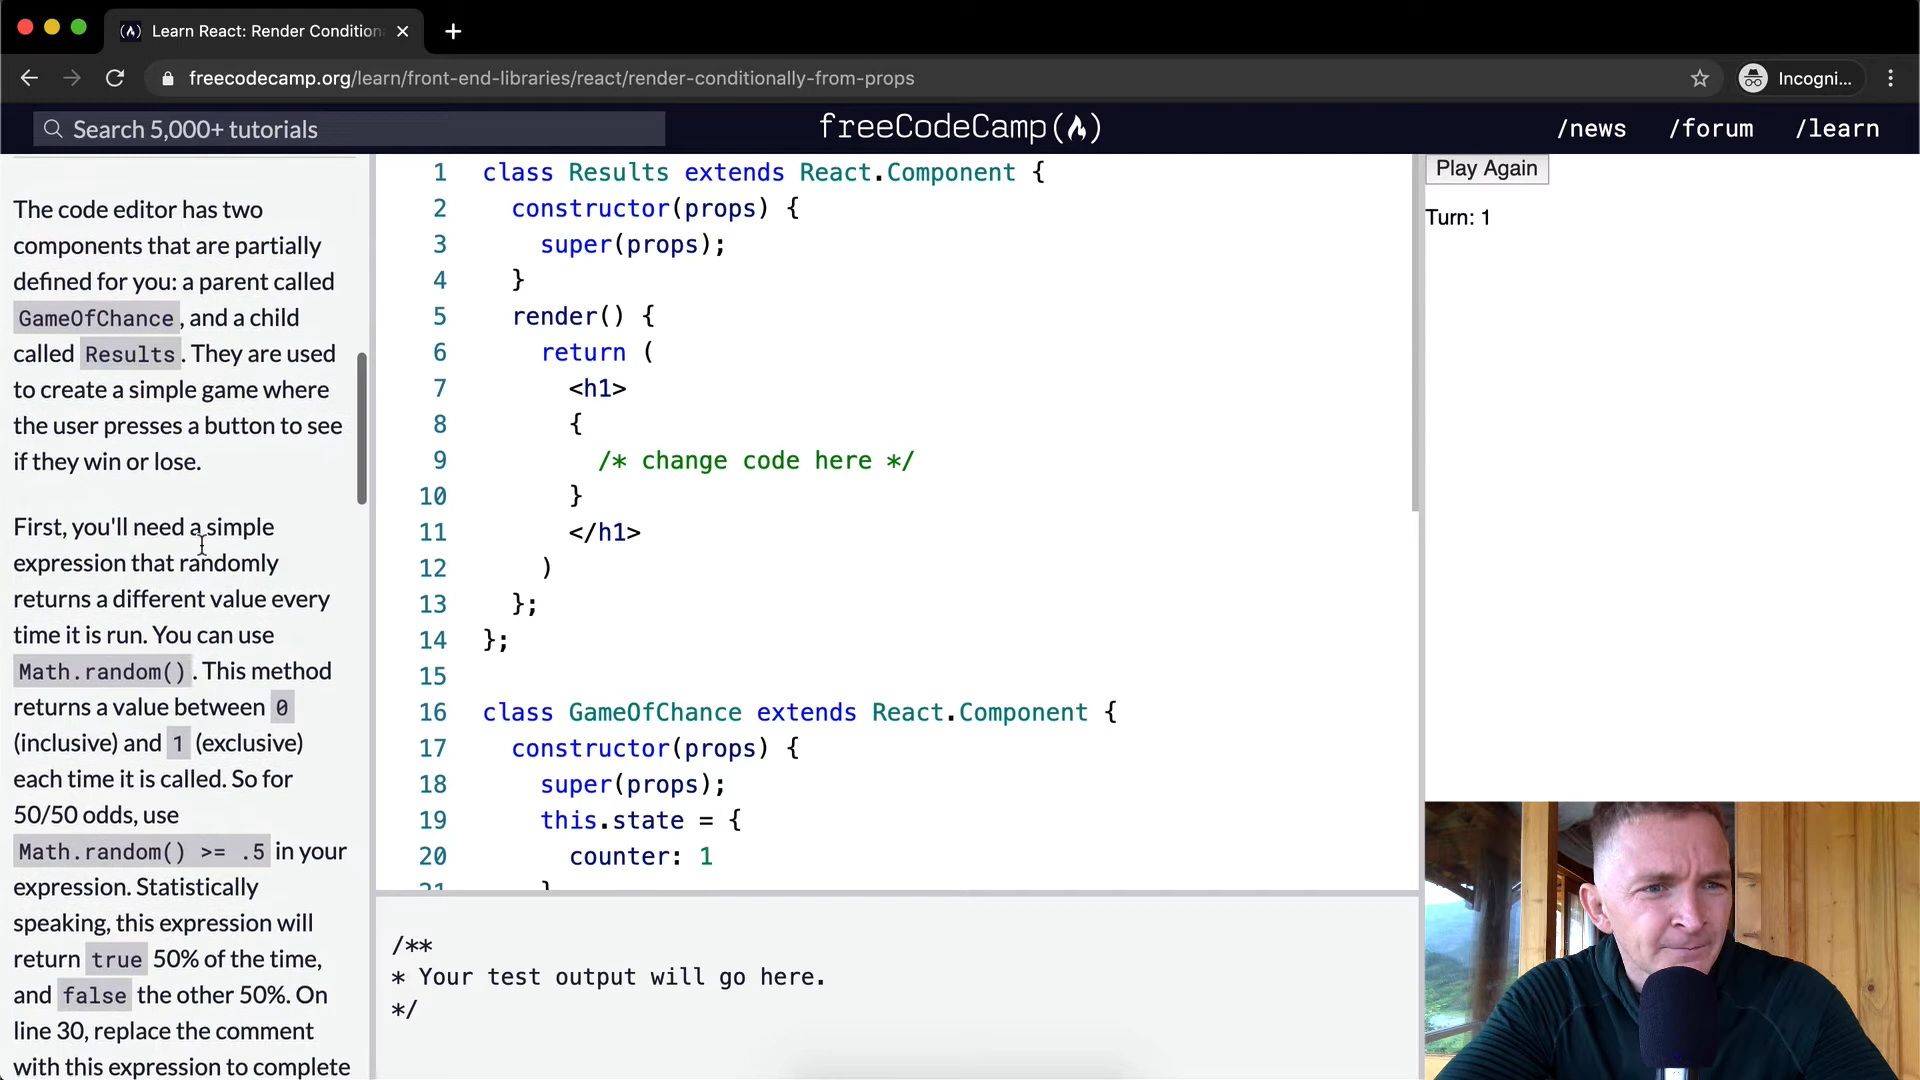 Learn React: Render Condition
freecodecamp.org/learn/front-end-libraries/react/render-conditionally-from-props
Incogni...
Search 5,000+ tutorials
freeCodeCamp(🔥)
/news /forum /learn
The code editor has two
components that are partially
defined for you: a parent called
GameOfChance , and a child
called Results . They are used
to create a simple game where
the user presses a button to see
if they win or lose.
First, you'll need a simple
expression that randomly
returns a different value every
time it is run. You can use
Math.random() . This method
returns a value between 0
(inclusive) and 1 (exclusive)
each time it is called. So for
50/50 odds, use
Math.random() >= .5 in your
expression. Statistically
speaking, this expression will
return true 50% of the time,
and false the other 50%. On
line 30, replace the comment
with this expression to complete
1 class Results extends React.Component {
2 constructor(props) {
3 super(props);
4 }
5 render() {
6 return (
7 <h1>
8 {
9 /* change code here */
10 }
11 </h1>
12 )
13 };
14 };
15
16 class GameOfChance extends React.Component {
17 constructor(props) {
18 super(props);
19 this.state = {
20 counter: 1
21 }
/**
* Your test output will go here.
*/
Play Again
Turn: 1